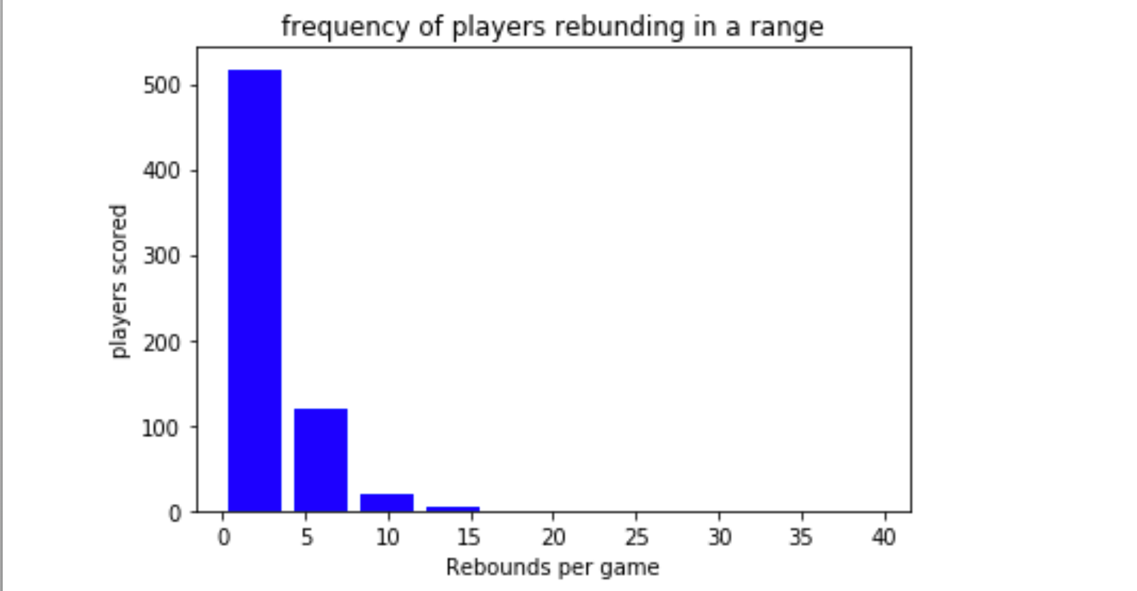 frequency of players rebunding in a range
500
400
300
200
100
0
players scored
0 5 10 15 20 25 30 35 40
Rebounds per game